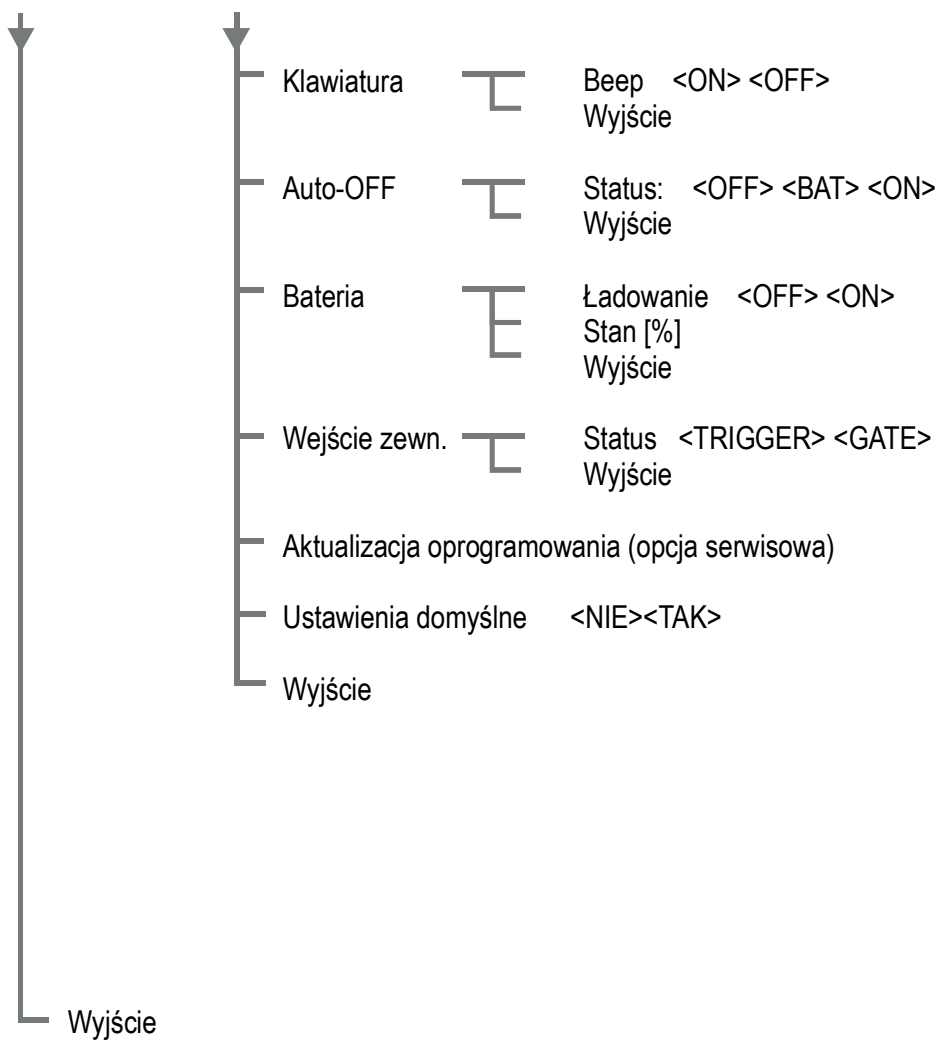 Klawiatura Beep <ON> <OFF>
Wyjście
Auto-OFF Status: <OFF> <BAT> <ON>
Wyjście
Bateria Ładowanie <OFF> <ON>
Stan [%]
Wyjście
Wejście zewn. Status <TRIGGER> <GATE>
Wyjście
Aktualizacja oprogramowania (opcja serwisowa)
Ustawienia domyślne <NIE><TAK>
Wyjście
Wyjście